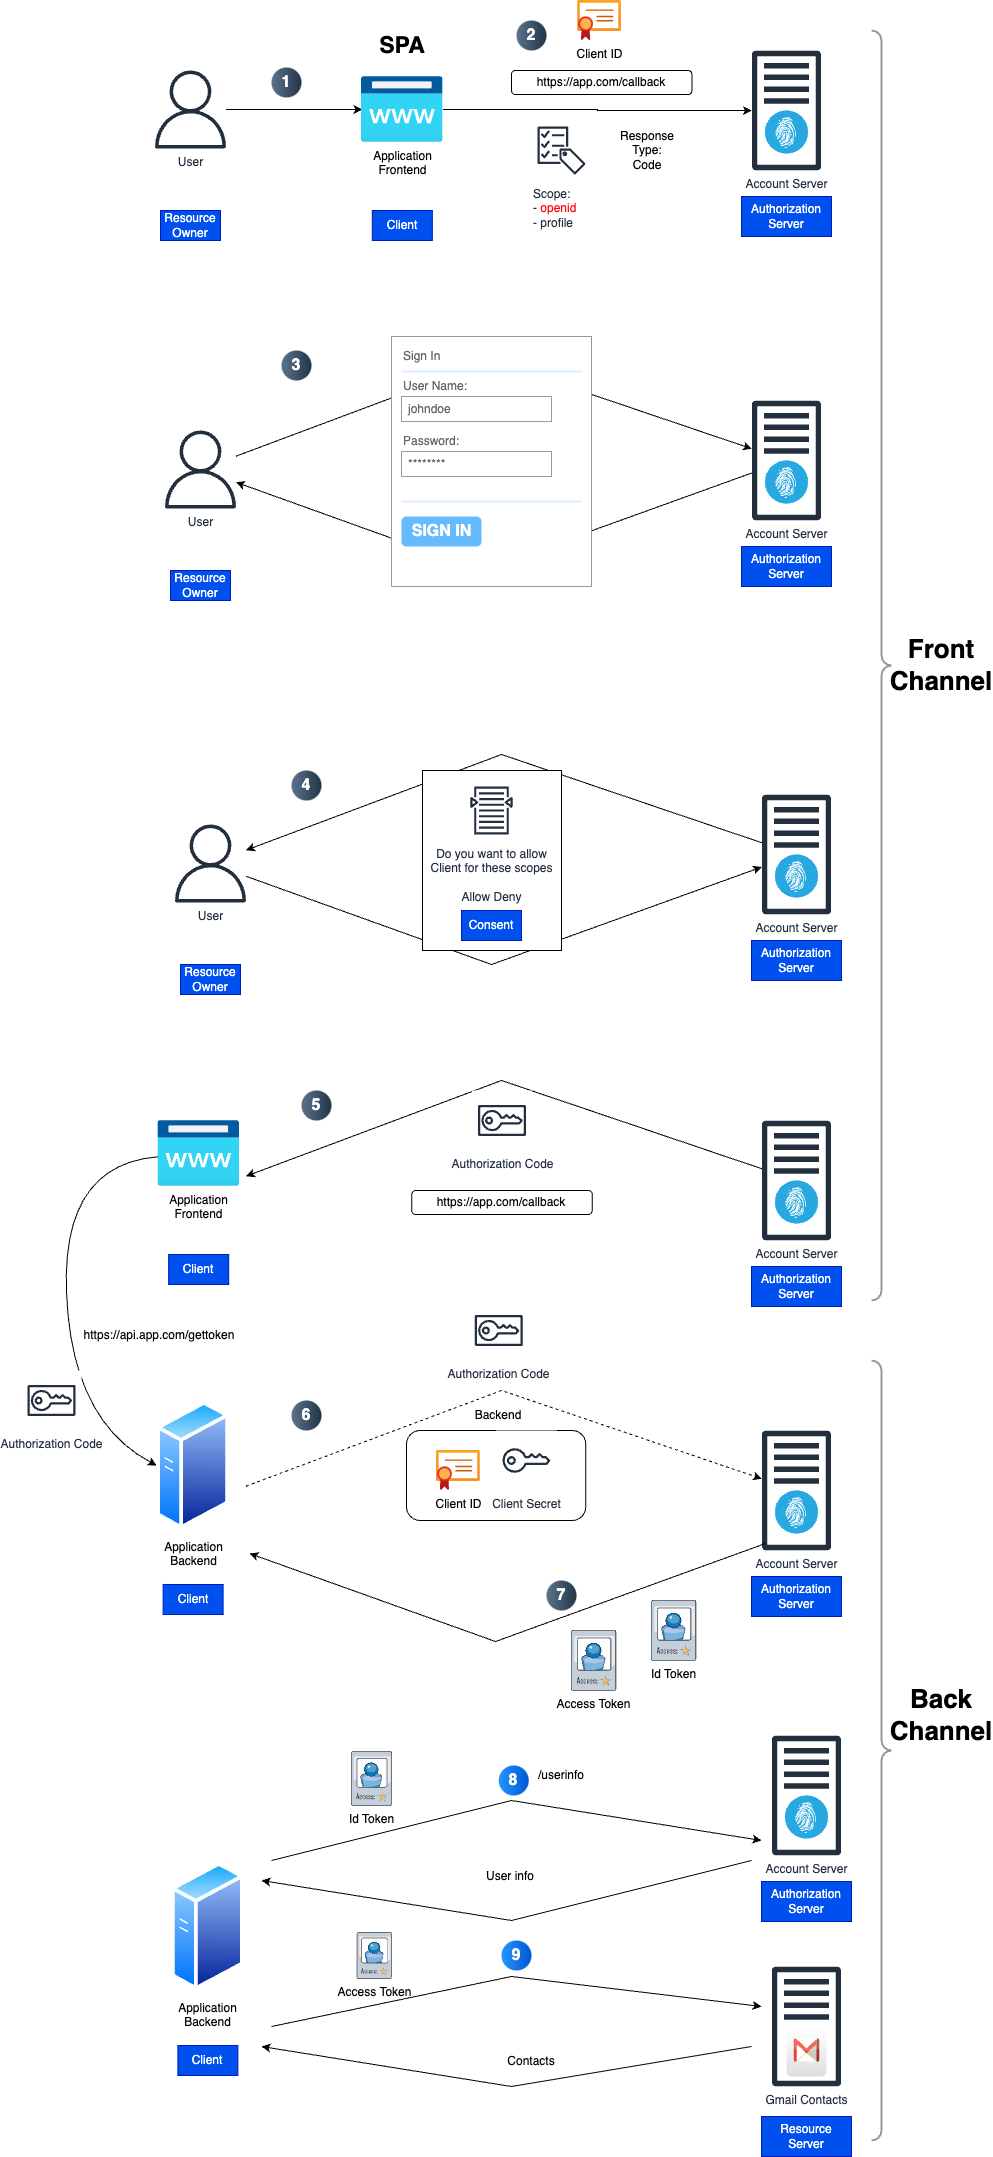 SPA
1
2
Client ID
https://app.com/callback
WWW
User
Application
Frontend
Response
Type:
Code
Scope:
- openid
- profile
Account Server
Resource
Owner
Client
Authorization
Server
3
Sign In
User Name:
johndoe
Password:
********
SIGN IN
User
Account Server
Resource
Owner
Authorization
Server
Front
Channel
4
Do you want to allow
Client for these scopes
Allow Deny
Consent
User
Account Server
Resource
Owner
Authorization
Server
5
Authorization Code
https://app.com/callback
WWW
Application
Frontend
Client
Account Server
Authorization
Server
https://api.app.com/gettoken
Authorization Code
Authorization Code
6
Backend
Client ID
Client Secret
Application
Backend
Client
Account Server
Authorization
Server
7
Access:
Id Token
Access:
Access Token
Back
Channel
8
/userinfo
Access:
Id Token
User info
Account Server
Authorization
Server
9
Access:
Access Token
Application
Backend
Client
Contacts
Gmail Contacts
Resource
Server